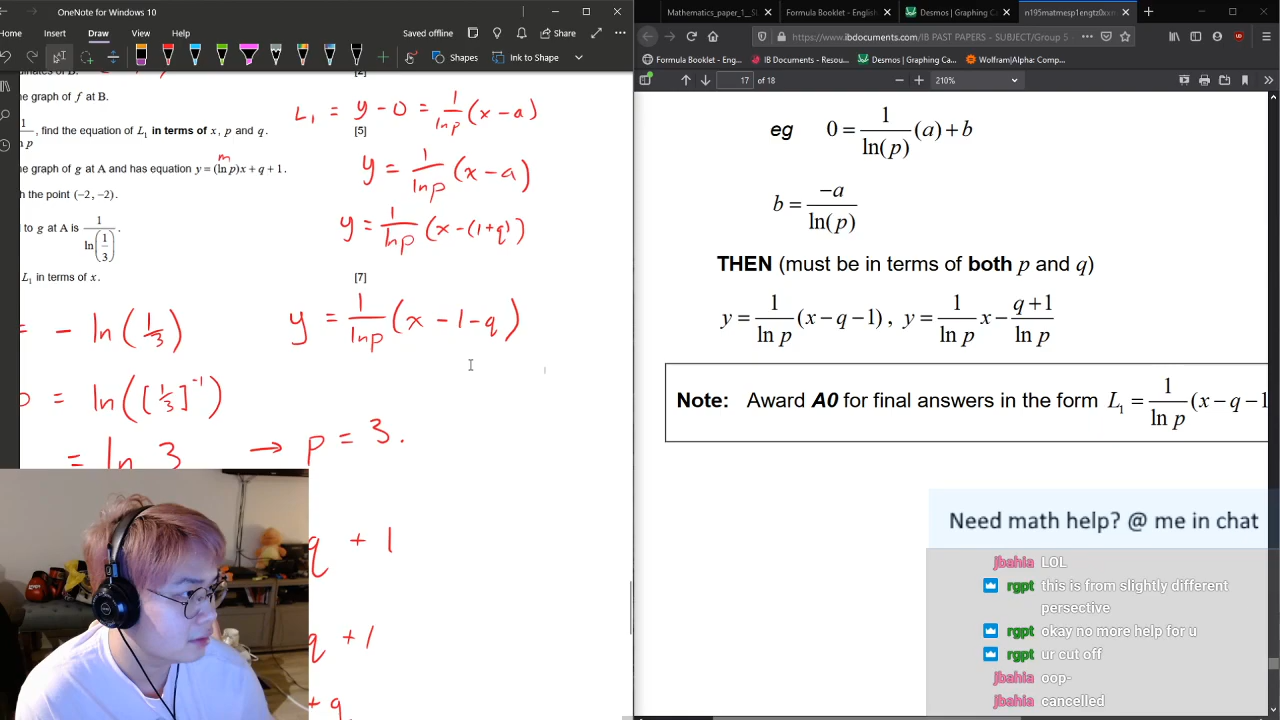 OneNote for Windows 10
Home
Insert
Draw
View
Help
Saved offline
Share
Shapes
Ink to Shape
[2]
e graph of f at B.
1
, find the equation of L₁ in terms of x, p and q.
[5]
m
e graph of g at A and has equation y = (ln p)x + q + 1.
h the point (−2, −2).
to g at A is 1/ln(1/3).
L₁ in terms of x.
[7]
L₁ = y − 0 = 1/ln p (x − a)
y = 1/ln p (x − a)
y = 1/ln p (x − (1+q))
y = 1/ln p (x − 1 − q)
= − ln(1/3)
= ln([1/3]⁻¹)
= ln 3 → p = 3.
q + 1
q + 1
+ q
Mathematics_paper_1__S
Formula Booklet - English
Desmos | Graphing Ca
n195matmesp1engtz0xxn
https://www.ibdocuments.com/IB PAST PAPERS - SUBJECT/Group 5
Formula Booklet - Eng...
IB Documents - Resou...
Desmos | Graphing Ca...
Wolfram|Alpha: Comp...
17 of 18
210%
eg 0 = 1/ln(p) (a) + b
b = −a/ln(p)
THEN (must be in terms of both p and q)
y = 1/ln p (x − q − 1), y = 1/ln p x − q+1/ln p
Note: Award A0 for final answers in the form L₁ = 1/ln p (x − q − 1
Need math help? @ me in chat
jbahia LOL
rgpt this is from slightly different
persective
rgpt okay no more help for u
rgpt ur cut off
jbahia oop-
jbahia cancelled